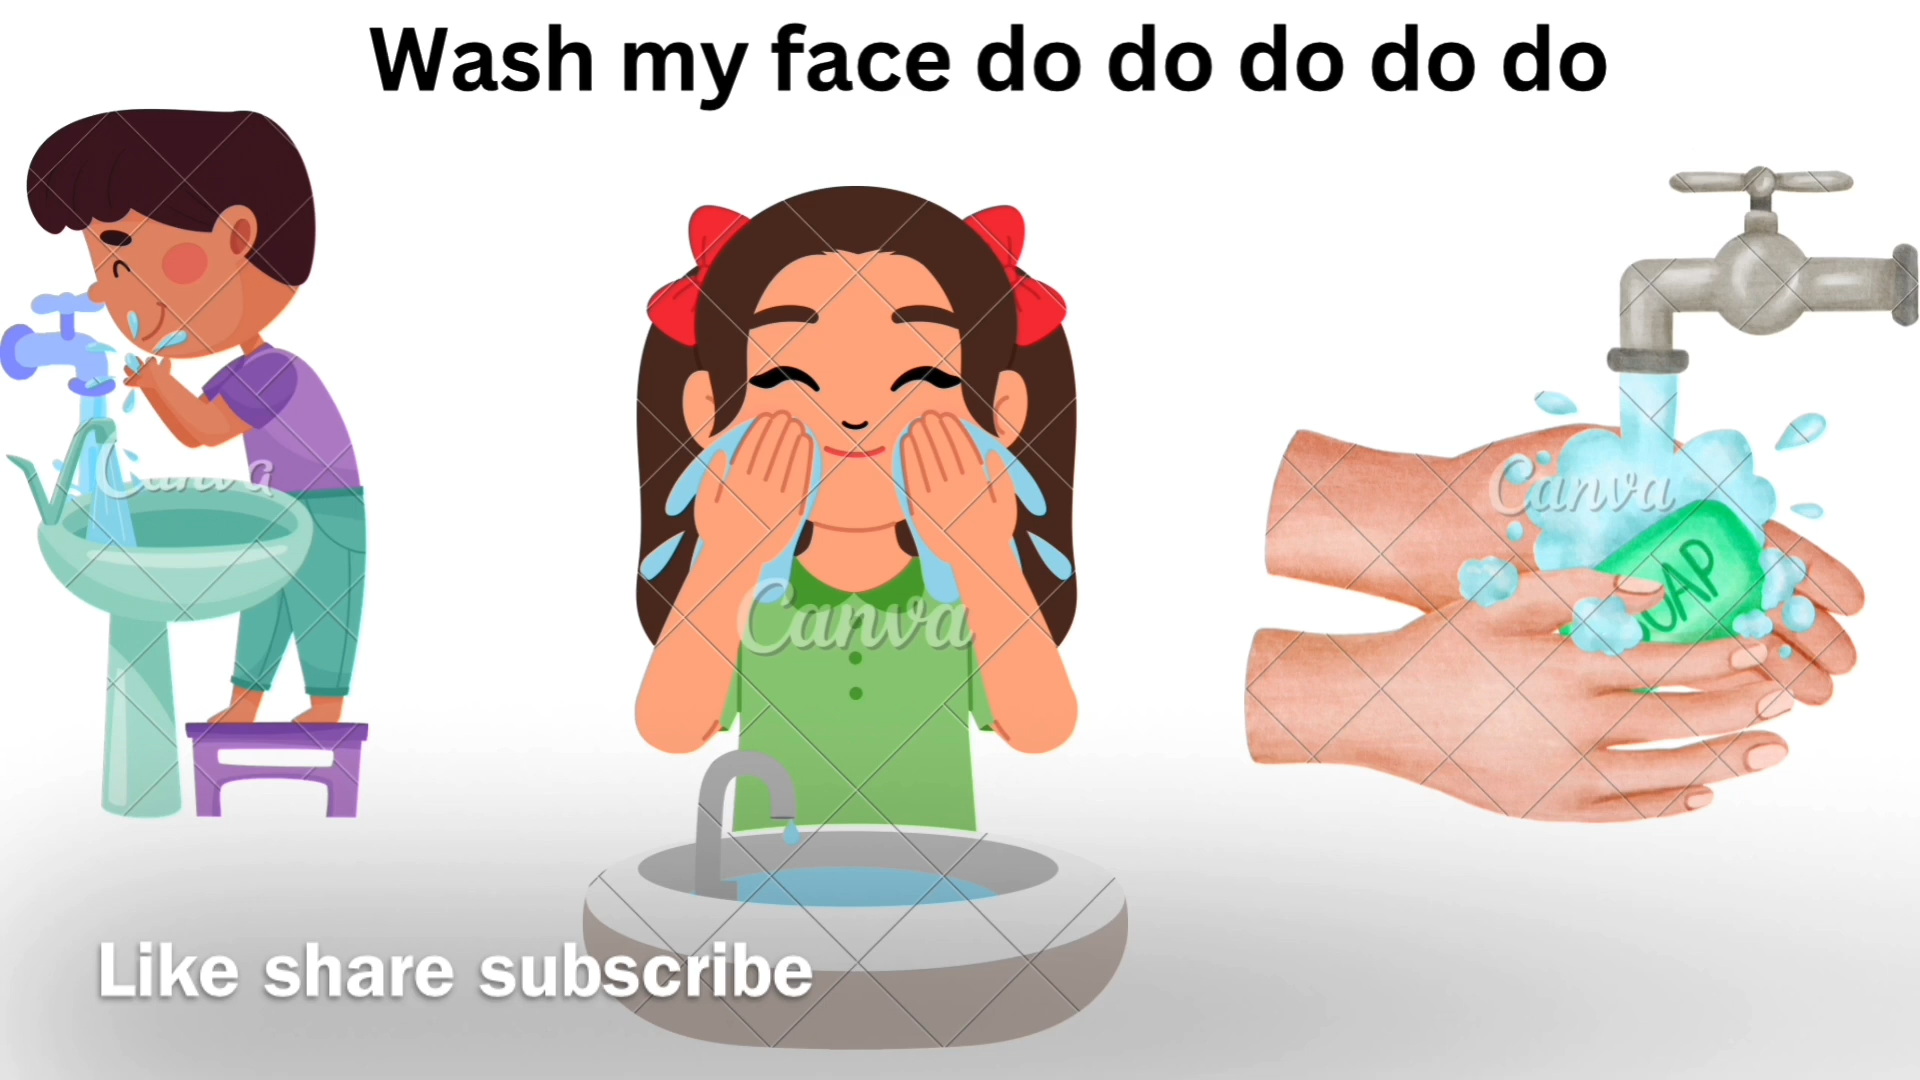 Wash my face do do do do do
Canva
Canva
Canva
SOAP
Like share subscribe